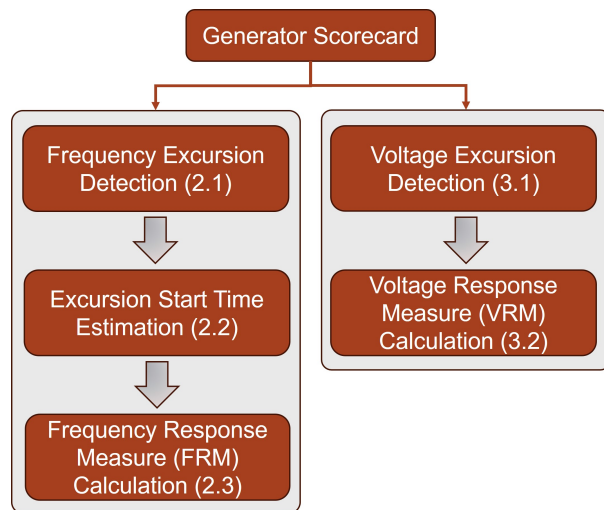 Generator Scorecard
Frequency Excursion
Detection (2.1)
Excursion Start Time
Estimation (2.2)
Frequency Response
Measure (FRM)
Calculation (2.3)
Voltage Excursion
Detection (3.1)
Voltage Response
Measure (VRM)
Calculation (3.2)